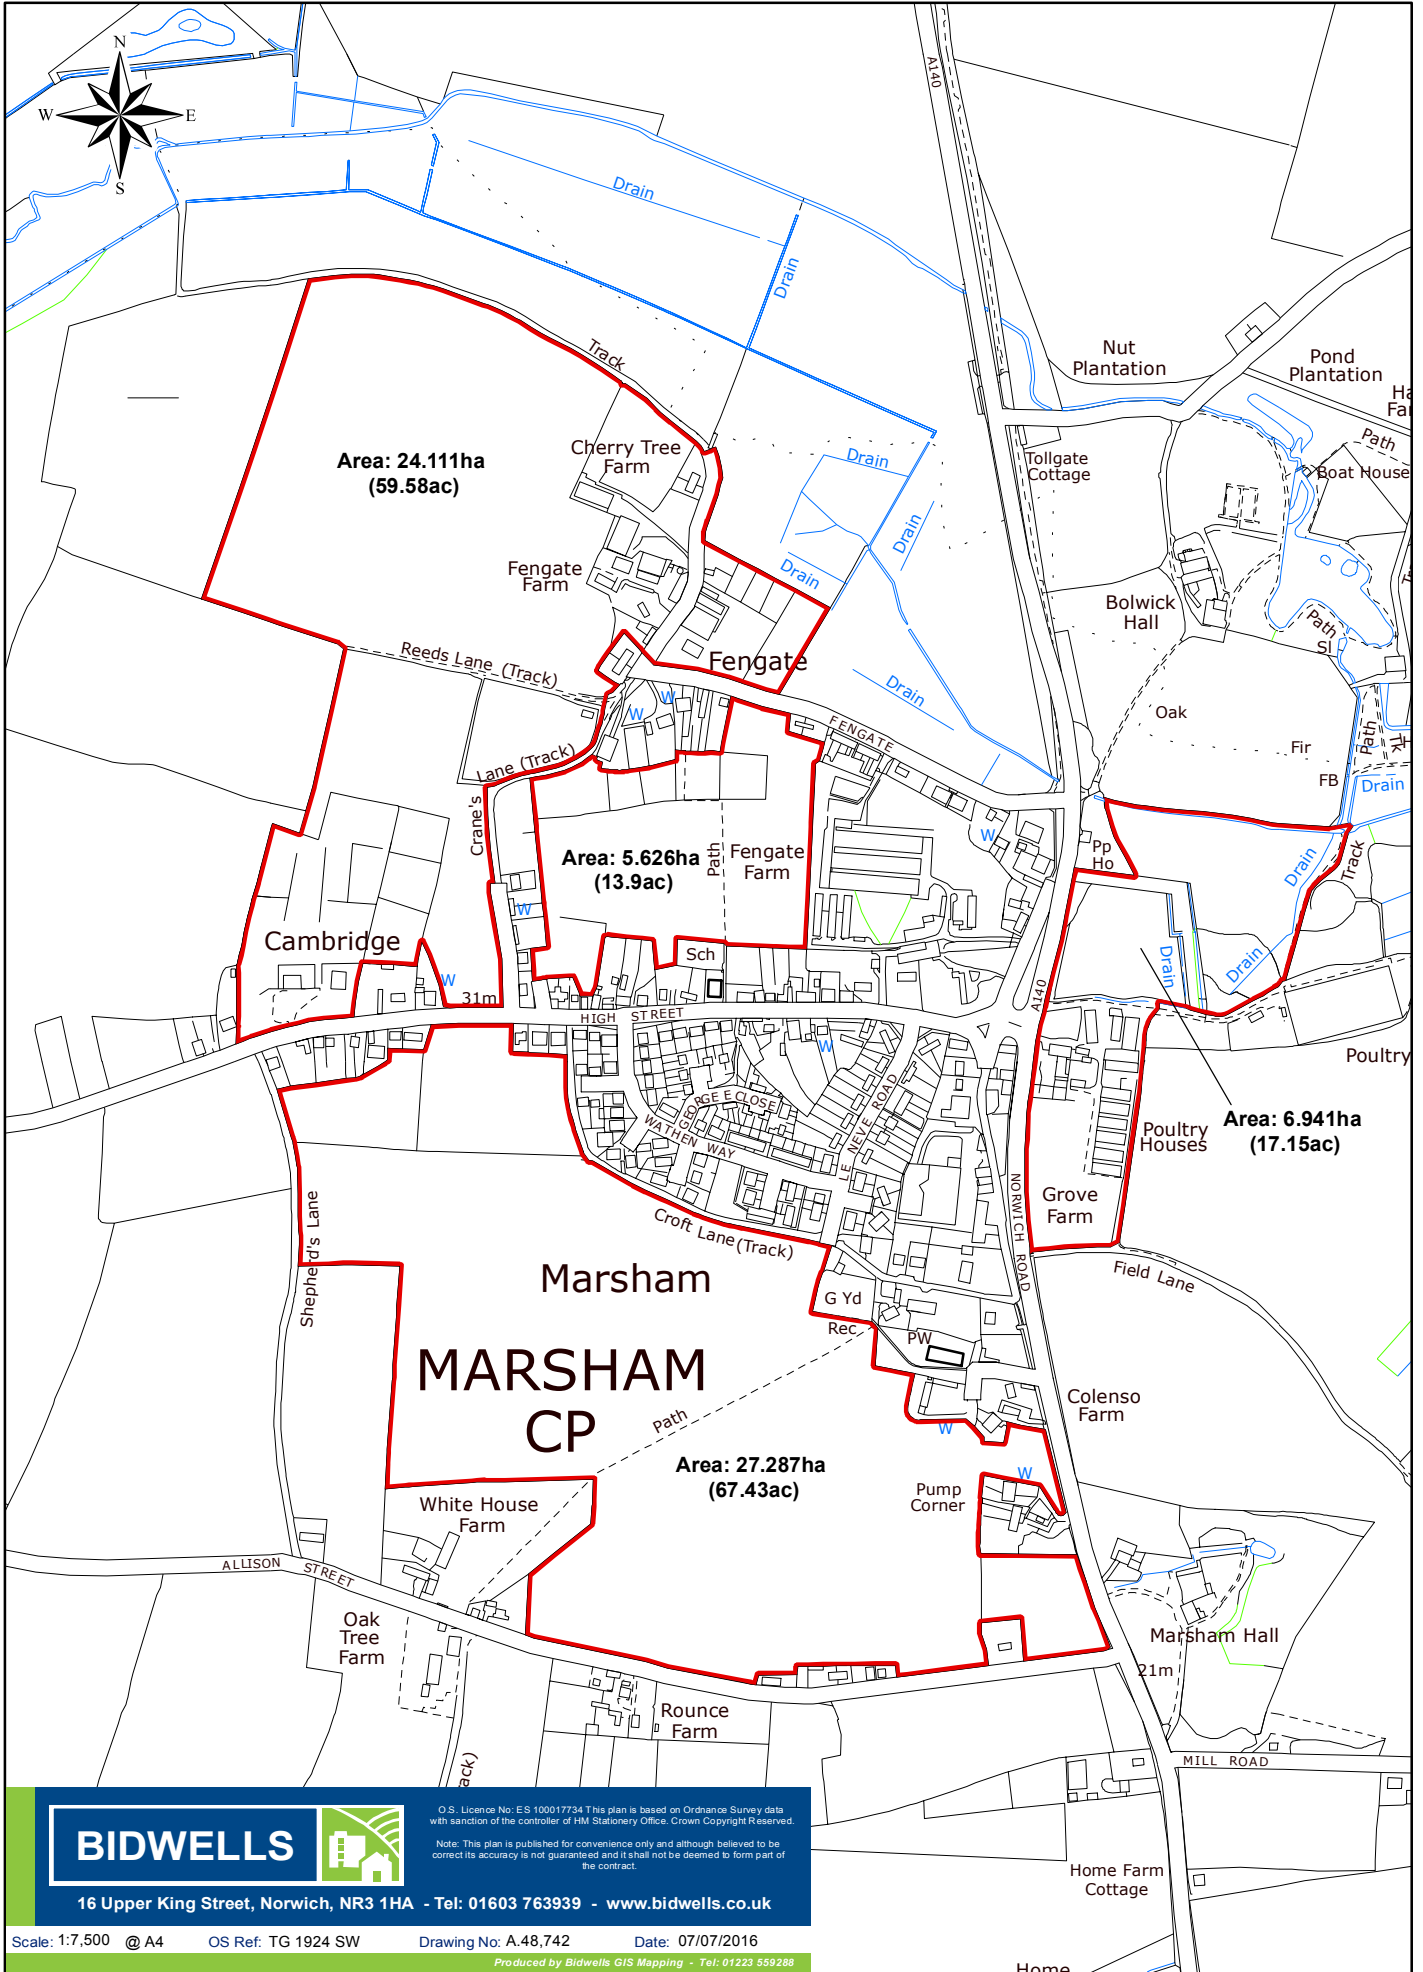 N
W
E
S
A140
Drain
Drain
Track
Nut
Plantation
Pond
Plantation
Path
Boat House
Area: 24.111ha
(59.58ac)
Cherry Tree
Farm
Drain
Tollgate
Cottage
Drain
Drain
Fengate
Farm
Bolwick
Hall
Path
Sl
Reeds Lane (Track)
Fengate
Drain
W
W
Oak
Fir
Path
Tk
FB
Drain
FENGATE
Lane (Track)
Crane's
Area: 5.626ha
(13.9ac)
Path
Fengate
Farm
W
Pp
Ho
Drain
Track
W
Cambridge
W
31m
Sch
HIGH STREET
Drain
Drain
A140
W
Poultry
GEORGE E CLOSE
WATHEN WAY
LE NEVE ROAD
Poultry
Houses
Area: 6.941ha
(17.15ac)
NORWICH ROAD
Grove
Farm
Shepherd's Lane
Croft Lane (Track)
Field Lane
Marsham
G Yd
Rec
PW
MARSHAM
CP
Path
Colenso
Farm
W
Area: 27.287ha
(67.43ac)
W
Pump
Corner
White House
Farm
ALLISON STREET
Oak
Tree
Farm
Marsham Hall
21m
Rounce
Farm
MILL ROAD
ack)
Home Farm
Cottage
Home
BIDWELLS
O.S. Licence No: ES 100017734 This plan is based on Ordnance Survey data
with sanction of the controller of HM Stationery Office. Crown Copyright Reserved.
Note: This plan is published for convenience only and although believed to be
correct its accuracy is not guaranteed and it shall not be deemed to form part of
the contract.
16 Upper King Street, Norwich, NR3 1HA - Tel: 01603 763939 - www.bidwells.co.uk
Scale: 1:7,500 @ A4 OS Ref: TG 1924 SW Drawing No: A.48,742 Date: 07/07/2016
Produced by Bidwells GIS Mapping - Tel: 01223 559288